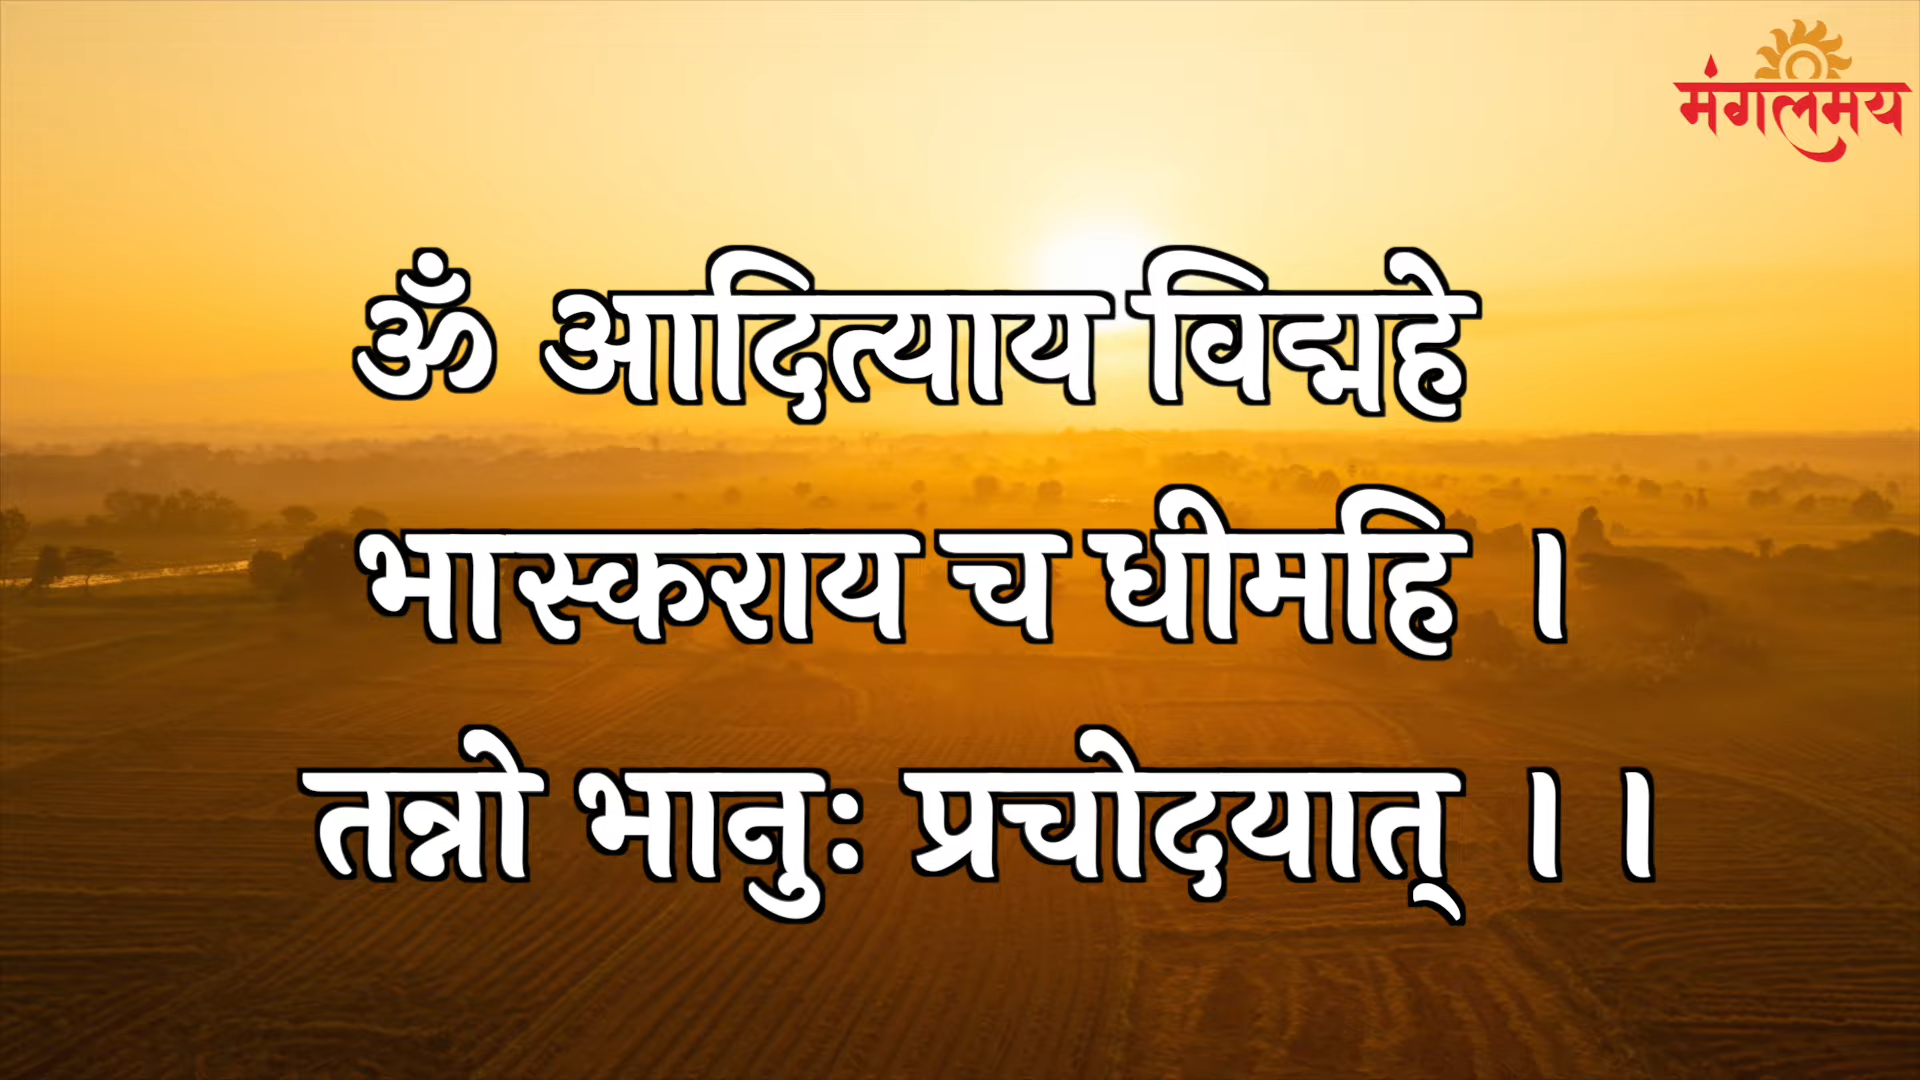 मंगलमय
ॐ आदित्याय विद्महे
भास्कराय च धीमहि ।
तन्नो भानुः प्रचोदयात् ।।